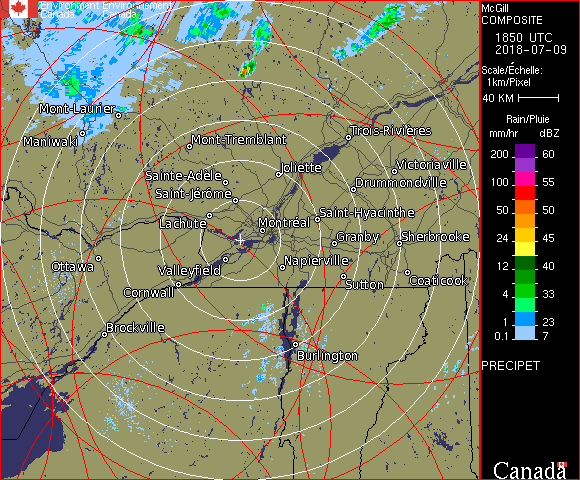 Environment Environnement
Canada Canada
McGill
COMPOSITE
1850 UTC
2018-07-09
Scale/Échelle:
1km/Pixel
40 KM
Rain/Pluie
mm/hr dBZ
200 60
100 55
50 50
24 45
12 40
4 33
1 23
0.1 7
PRECIPET
Canada
Mont-Laurier
Maniwaki
Mont-Tremblant
Trois-Rivières
Sainte-Adèle
Joliette
Victoriaville
Saint-Jérôme
Drummondville
Lachute
Montréal
Saint-Hyacinthe
Granby
Sherbrooke
Ottawa
Valleyfield
Napierville
Cornwall
Sutton
Coaticook
Brockville
Burlington